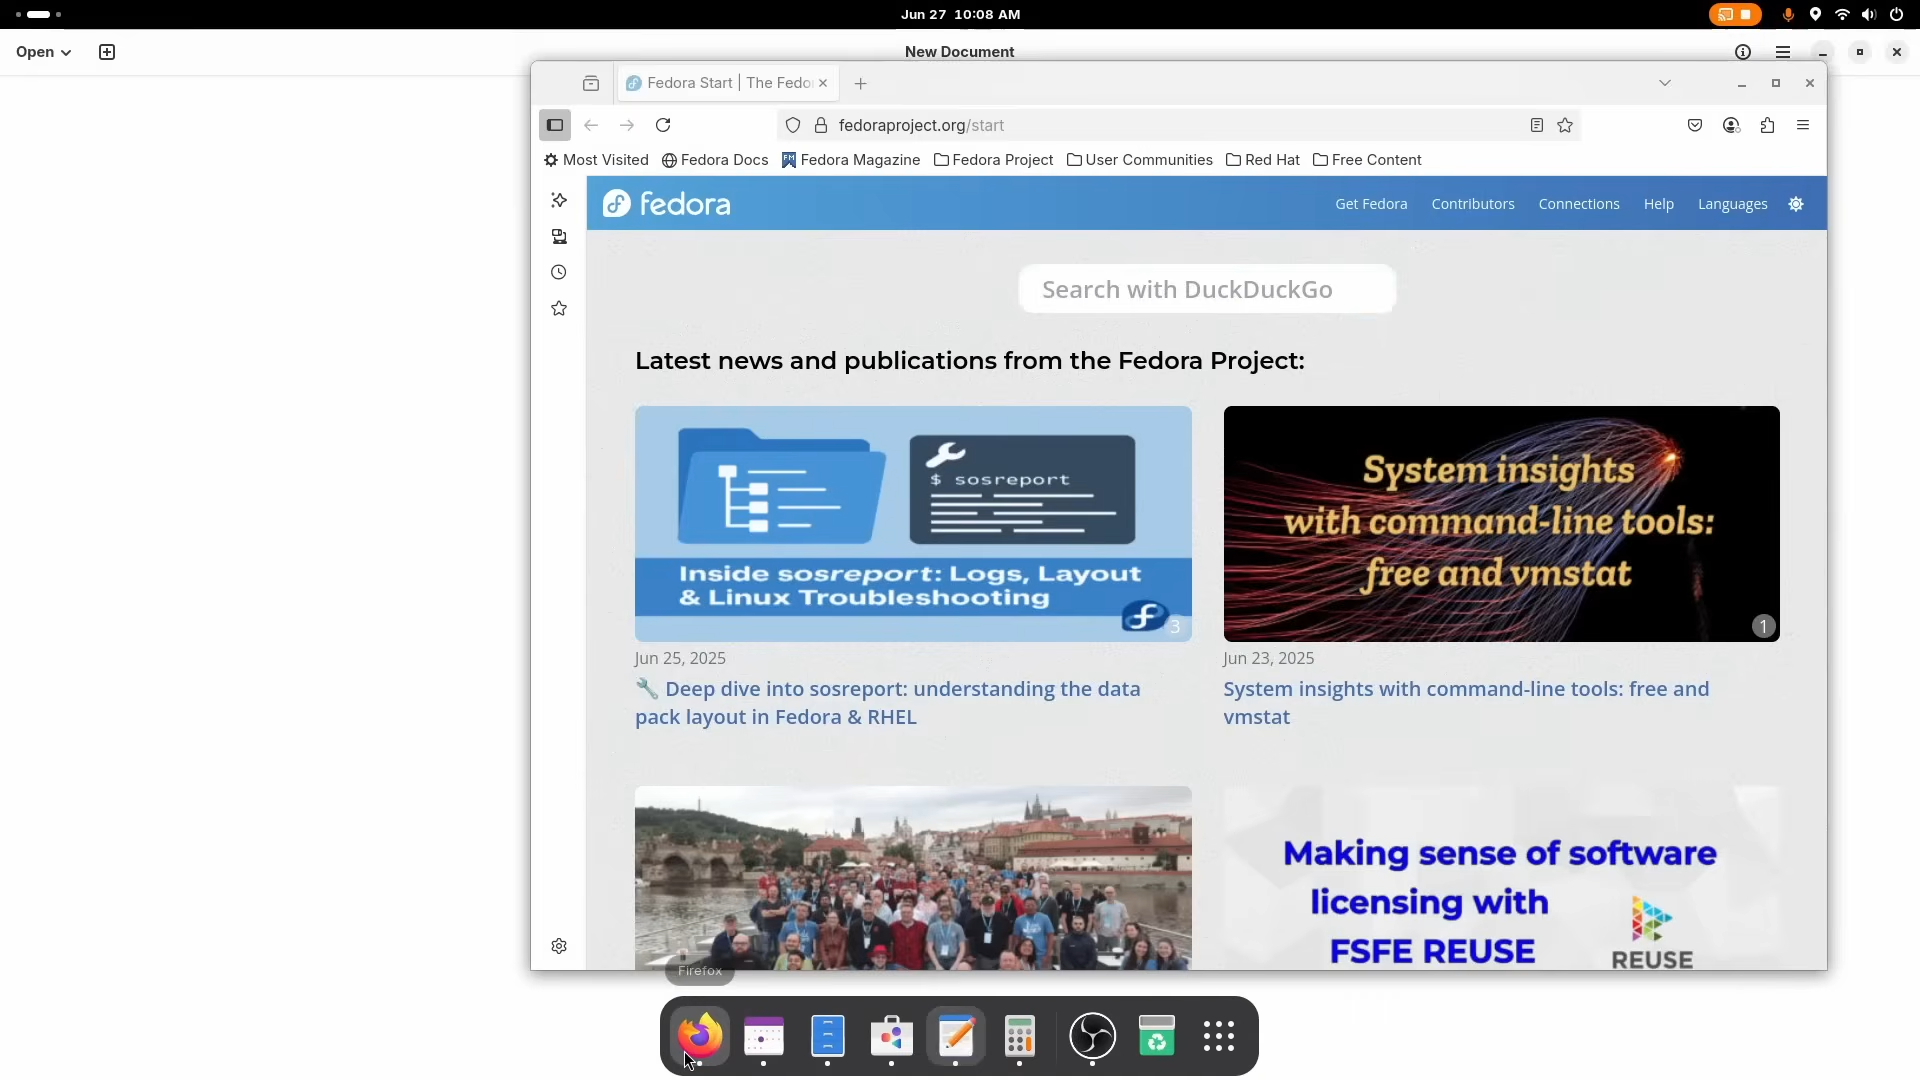 Jun 27 10:08 AM
Open
New Document
Fedora Start | The Fedo
fedoraproject.org/start
Most Visited
Fedora Docs
Fedora Magazine
Fedora Project
User Communities
Red Hat
Free Content
fedora
Get Fedora
Contributors
Connections
Help
Languages
Search with DuckDuckGo
Latest news and publications from the Fedora Project:
$ sosreport
Inside sosreport: Logs, Layout
& Linux Troubleshooting
3
System insights
with command-line tools:
free and vmstat
1
Jun 25, 2025
🔧 Deep dive into sosreport: understanding the data
pack layout in Fedora & RHEL
Jun 23, 2025
System insights with command-line tools: free and
vmstat
Making sense of software
licensing with
FSFE REUSE
REUSE
Firefox